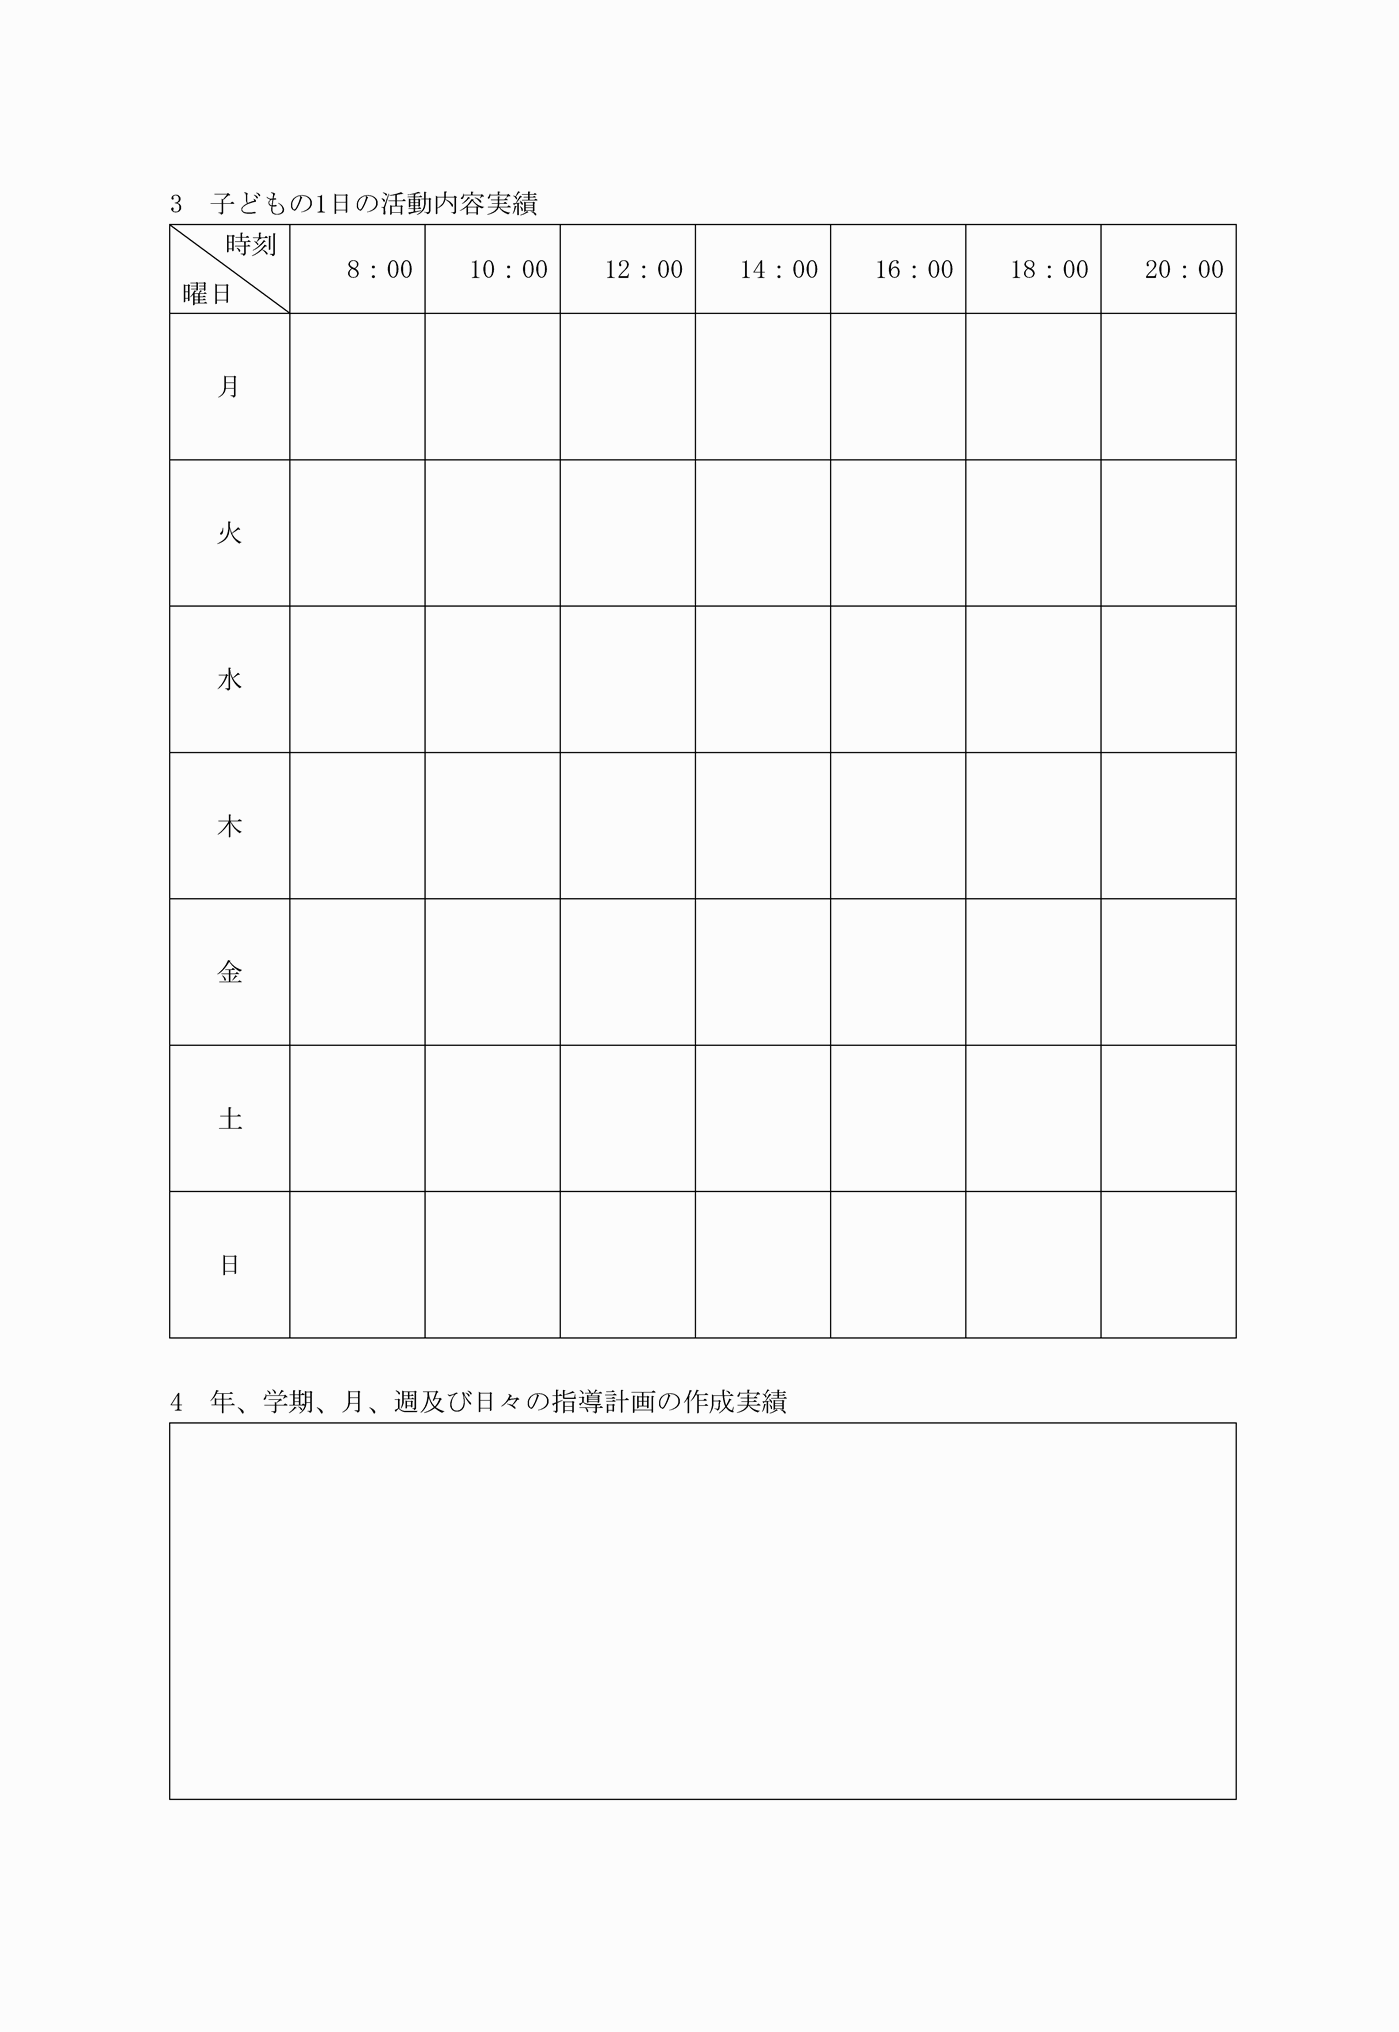 3　子どもの1日の活動内容実績
時刻
曜日
8：00　10：00　12：00　14：00　16：00　18：00　20：00
月
火
水
木
金
土
日
4　年、学期、月、週及び日々の指導計画の作成実績